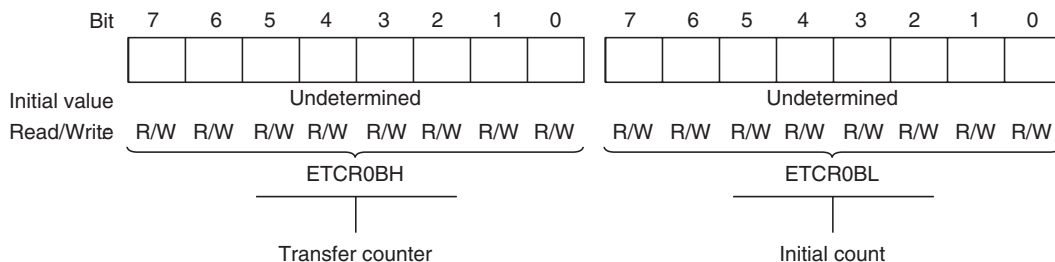 Bit 7 6 5 4 3 2 1 0 7 6 5 4 3 2 1 0
Initial value Undetermined Undetermined
Read/Write R/W R/W R/W R/W R/W R/W R/W R/W R/W R/W R/W R/W R/W R/W R/W R/W
ETCR0BH ETCR0BL
Transfer counter Initial count